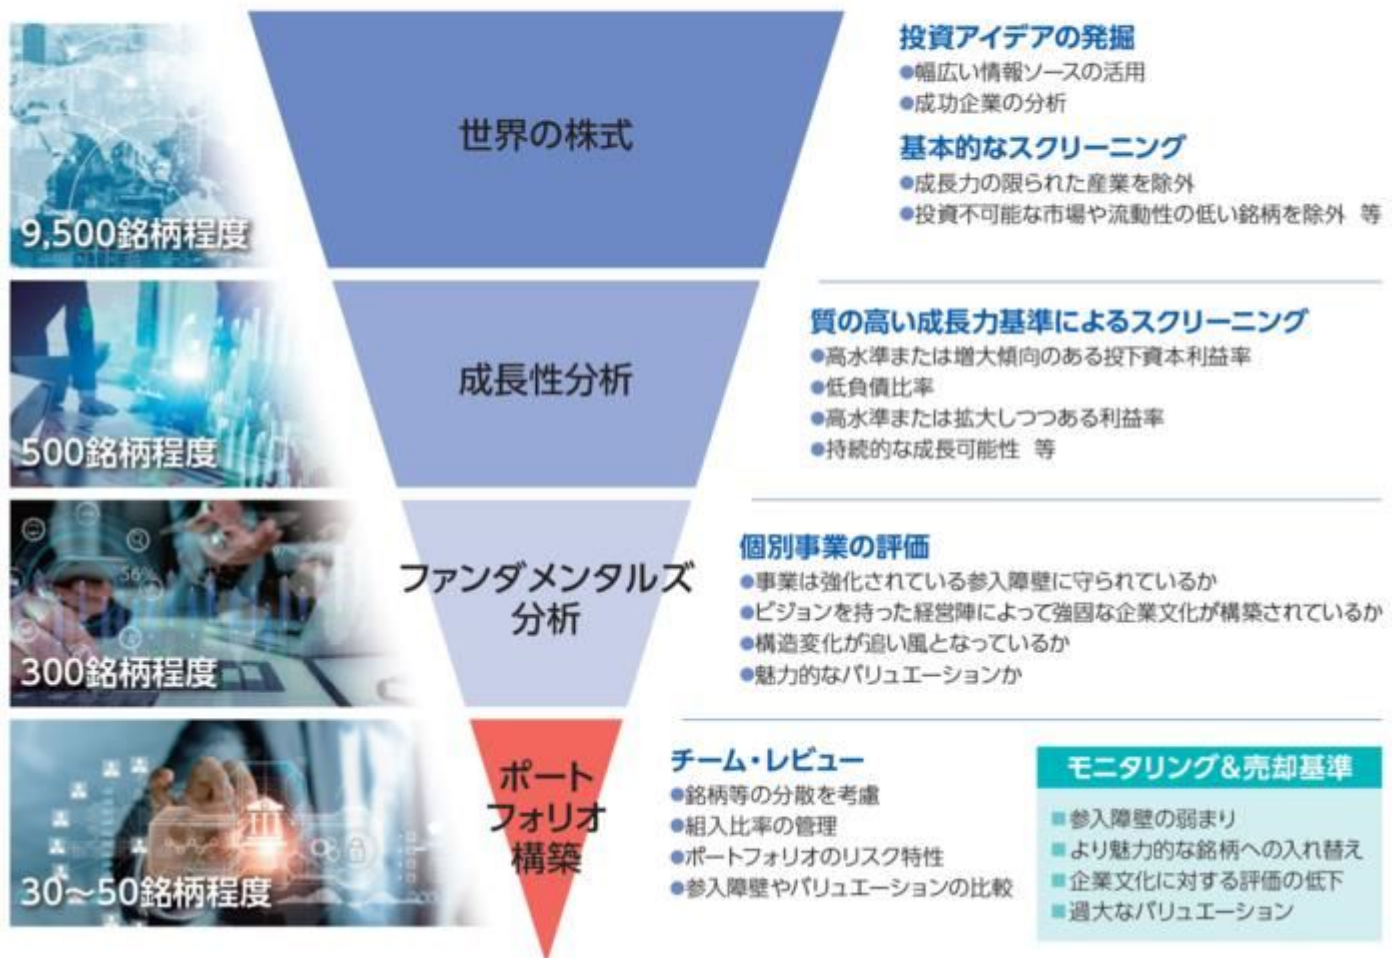 9,500銘柄程度
世界の株式
投資アイデアの発掘
●幅広い情報ソースの活用
●成功企業の分析
基本的なスクリーニング
●成長力の限られた産業を除外
●投資不可能な市場や流動性の低い銘柄を除外 等
500銘柄程度
成長性分析
質の高い成長力基準によるスクリーニング
●高水準または増大傾向のある投下資本利益率
●低負債比率
●高水準または拡大しつつある利益率
●持続的な成長可能性 等
56%
300銘柄程度
ファンダメンタルズ
分析
個別事業の評価
●事業は強化されている参入障壁に守られているか
●ビジョンを持った経営陣によって強固な企業文化が構築されているか
●構造変化が追い風となっているか
●魅力的なバリュエーションか
30～50銘柄程度
ポート
フォリオ
構築
チーム・レビュー
●銘柄等の分散を考慮
●組入比率の管理
●ポートフォリオのリスク特性
●参入障壁やバリュエーションの比較
モニタリング&売却基準
■参入障壁の弱まり
■より魅力的な銘柄への入れ替え
■企業文化に対する評価の低下
■過大なバリュエーション